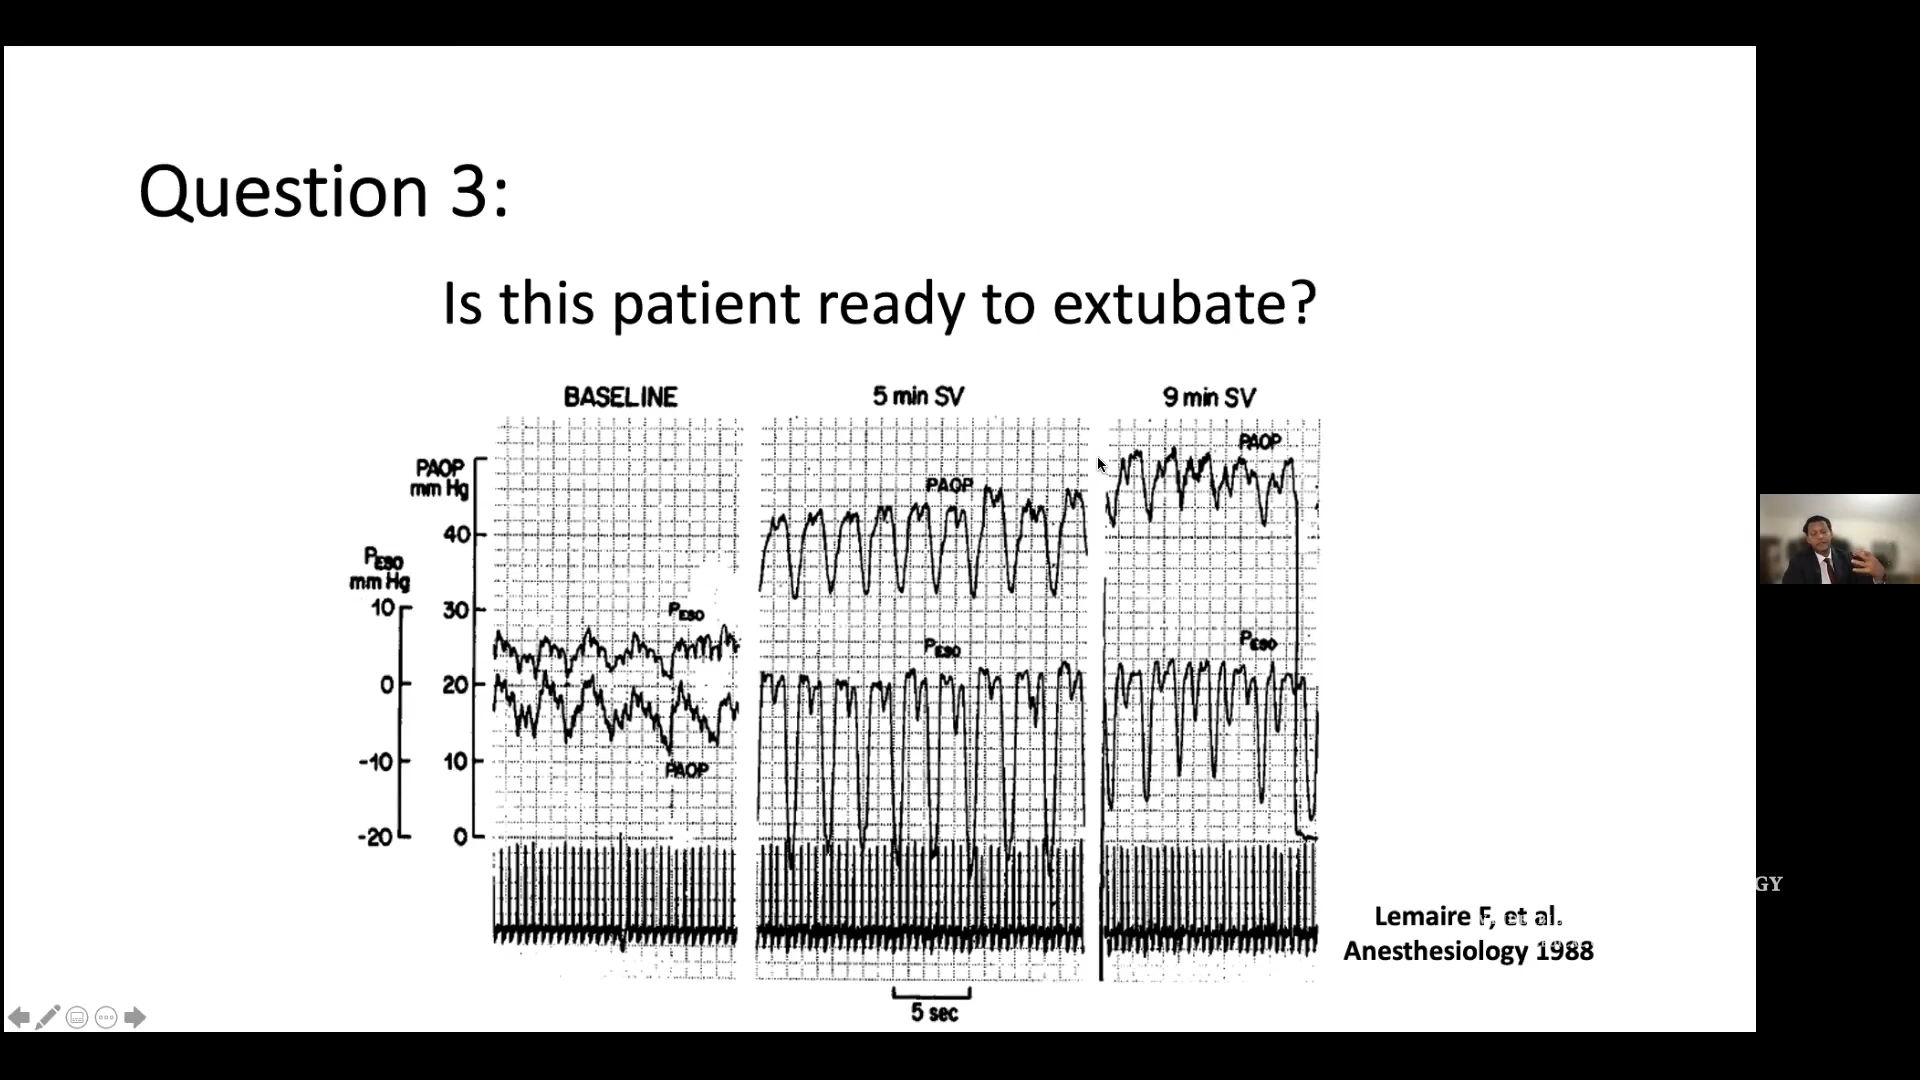 Question 3:
Is this patient ready to extubate?
BASELINE
5 min SV
9 min SV
PAOP
mm Hg
40
30
20
10
0
PESO
mm Hg
10
0
-10
-20
PESO
PAOP
PAOP
PESO
PAOP
PESO
5 sec
Lemaire F, et al.
Anesthesiology 1988
GY